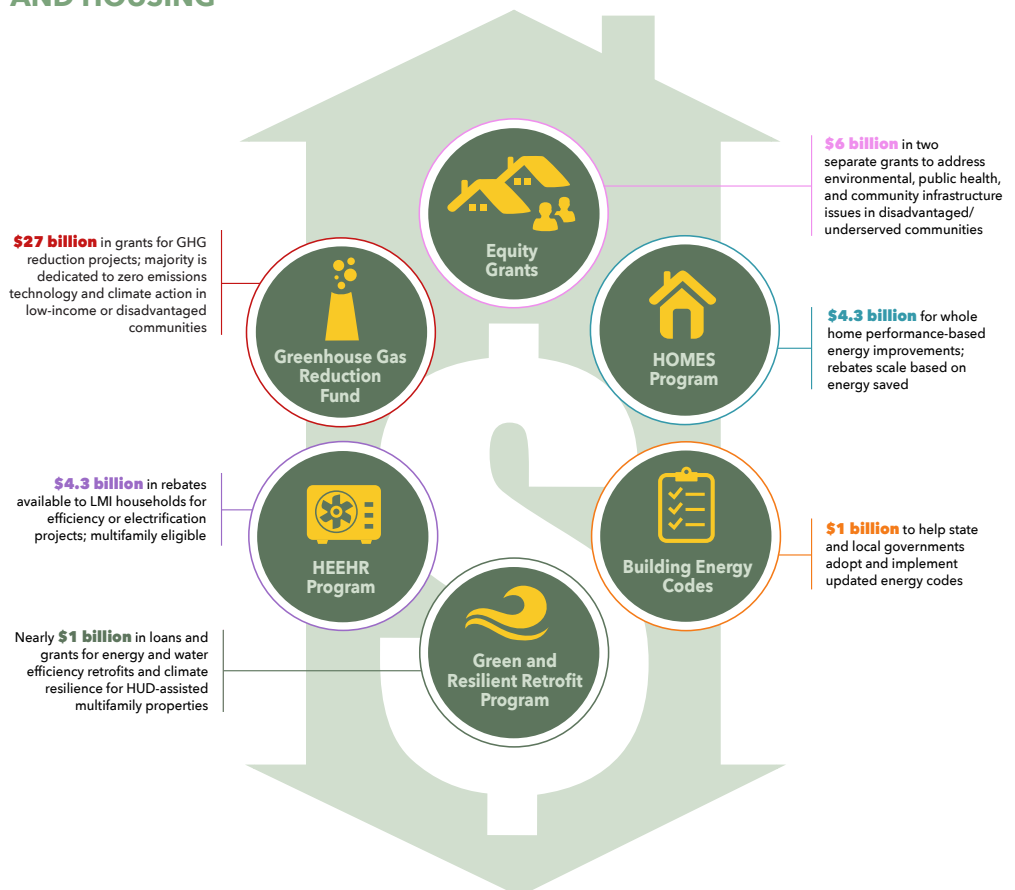 AND HOUSING
$6 billion in two
separate grants to address
environmental, public health,
and community infrastructure
issues in disadvantaged/
underserved communities
Equity
Grants
$27 billion in grants for GHG
reduction projects; majority is
dedicated to zero emissions
technology and climate action in
low-income or disadvantaged
communities
Greenhouse Gas
Reduction
Fund
HOMES
Program
$4.3 billion for whole
home performance-based
energy improvements;
rebates scale based on
energy saved
$4.3 billion in rebates
available to LMI households for
efficiency or electrification
projects; multifamily eligible
HEEHR
Program
Building Energy
Codes
$1 billion to help state
and local governments
adopt and implement
updated energy codes
Nearly $1 billion in loans and
grants for energy and water
efficiency retrofits and climate
resilience for HUD-assisted
multifamily properties
Green and
Resilient Retrofit
Program